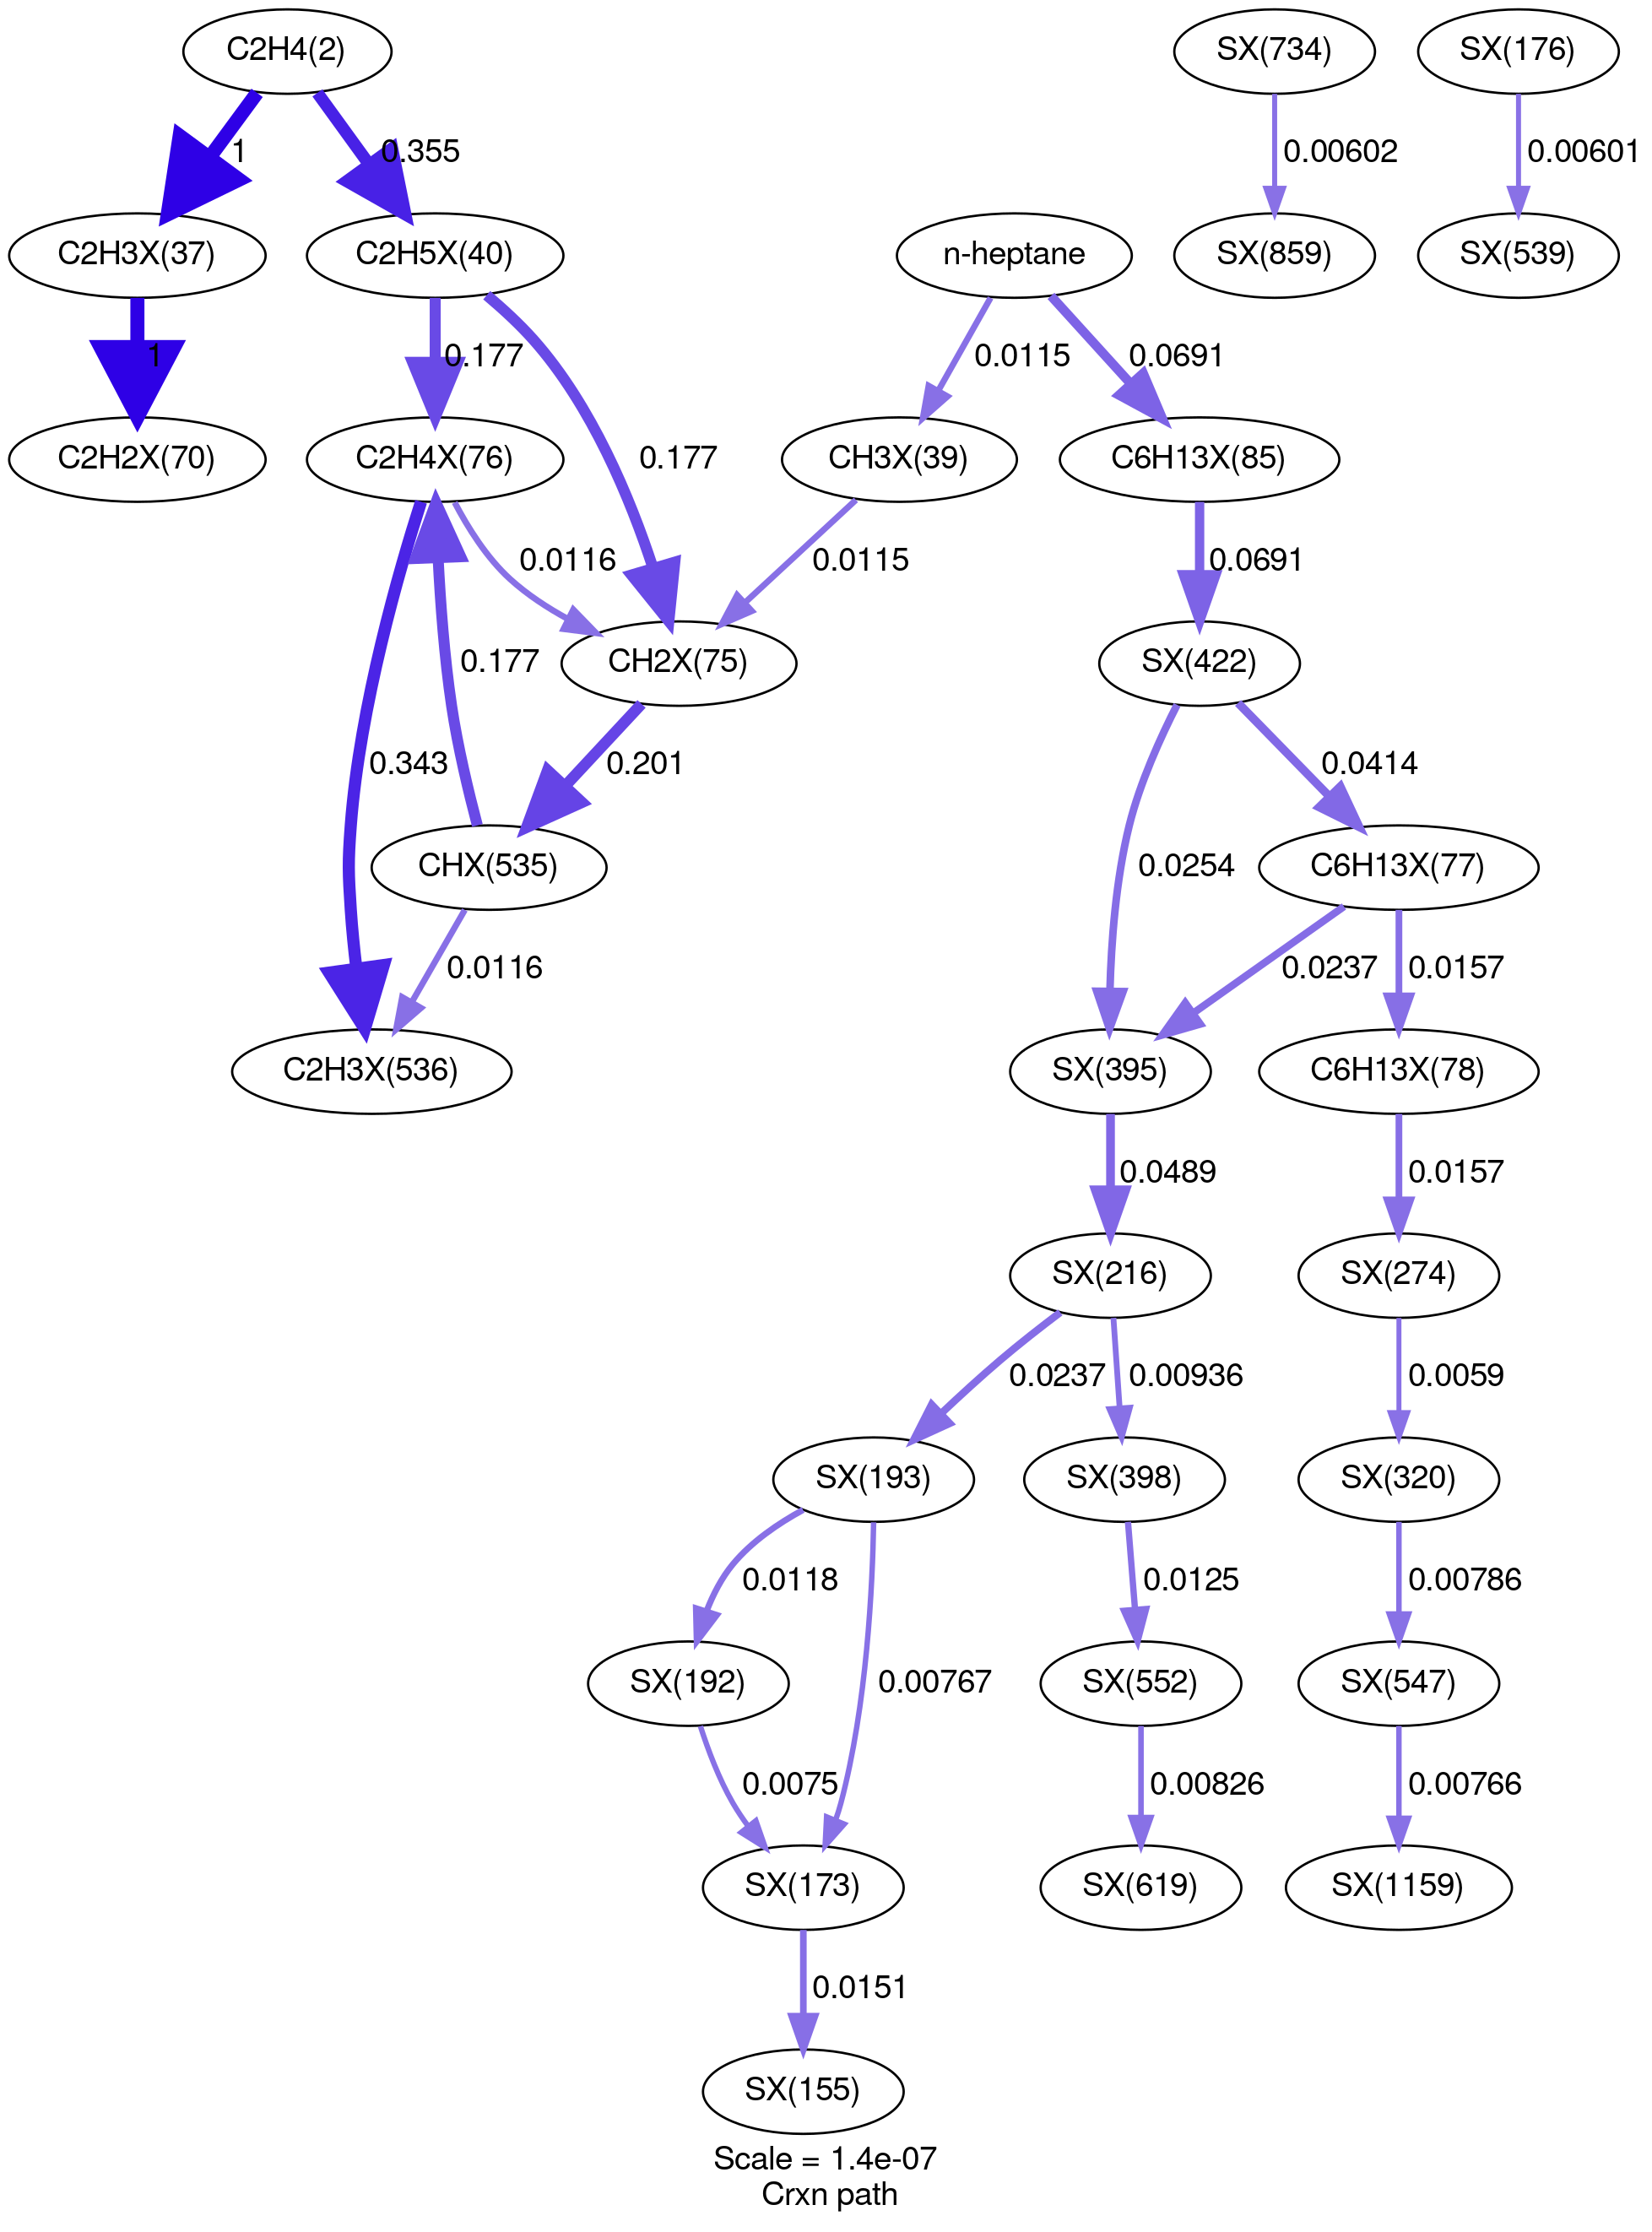 C2H4(2)
SX(734)
SX(176)
1
0.355
0.00602
0.00601
C2H3X(37)
C2H5X(40)
n-heptane
SX(859)
SX(539)
1
0.177
0.177
0.0115
0.0691
C2H2X(70)
C2H4X(76)
CH3X(39)
C6H13X(85)
0.0116
0.0115
0.0691
0.177
CH2X(75)
SX(422)
0.343
0.201
0.0414
0.0254
CHX(535)
C6H13X(77)
0.0116
0.0237
0.0157
C2H3X(536)
SX(395)
C6H13X(78)
0.0489
0.0157
SX(216)
SX(274)
0.0237
0.00936
0.0059
SX(193)
SX(398)
SX(320)
0.0118
0.00767
0.0125
0.00786
SX(192)
SX(552)
SX(547)
0.0075
0.00826
0.00766
SX(173)
SX(619)
SX(1159)
0.0151
SX(155)
Scale = 1.4e-07
Crxn path